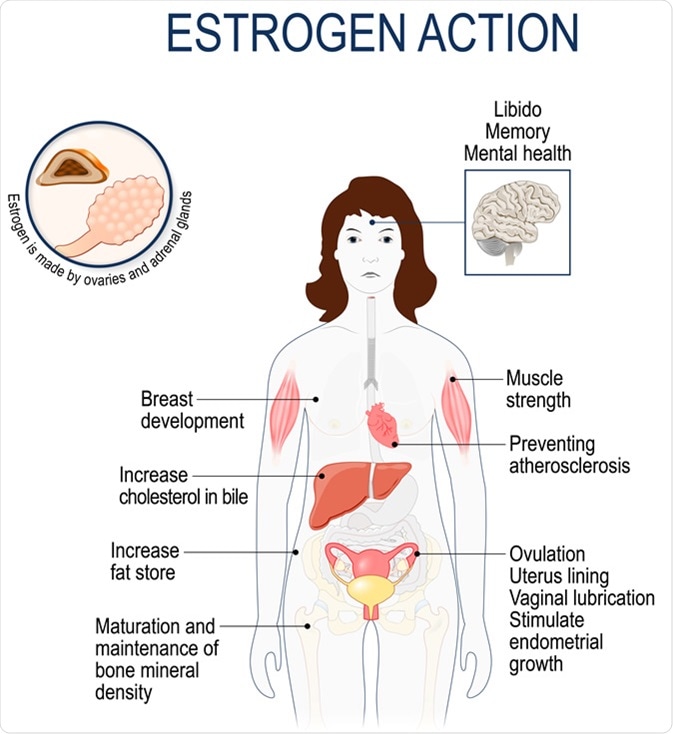 ESTROGEN ACTION
Estrogen is made by ovaries and adrenal glands
Libido
Memory
Mental health
Breast
development
Muscle
strength
Preventing
atherosclerosis
Increase
cholesterol in bile
Increase
fat store
Ovulation
Uterus lining
Vaginal lubrication
Stimulate
endometrial
growth
Maturation and
maintenance of
bone mineral
density